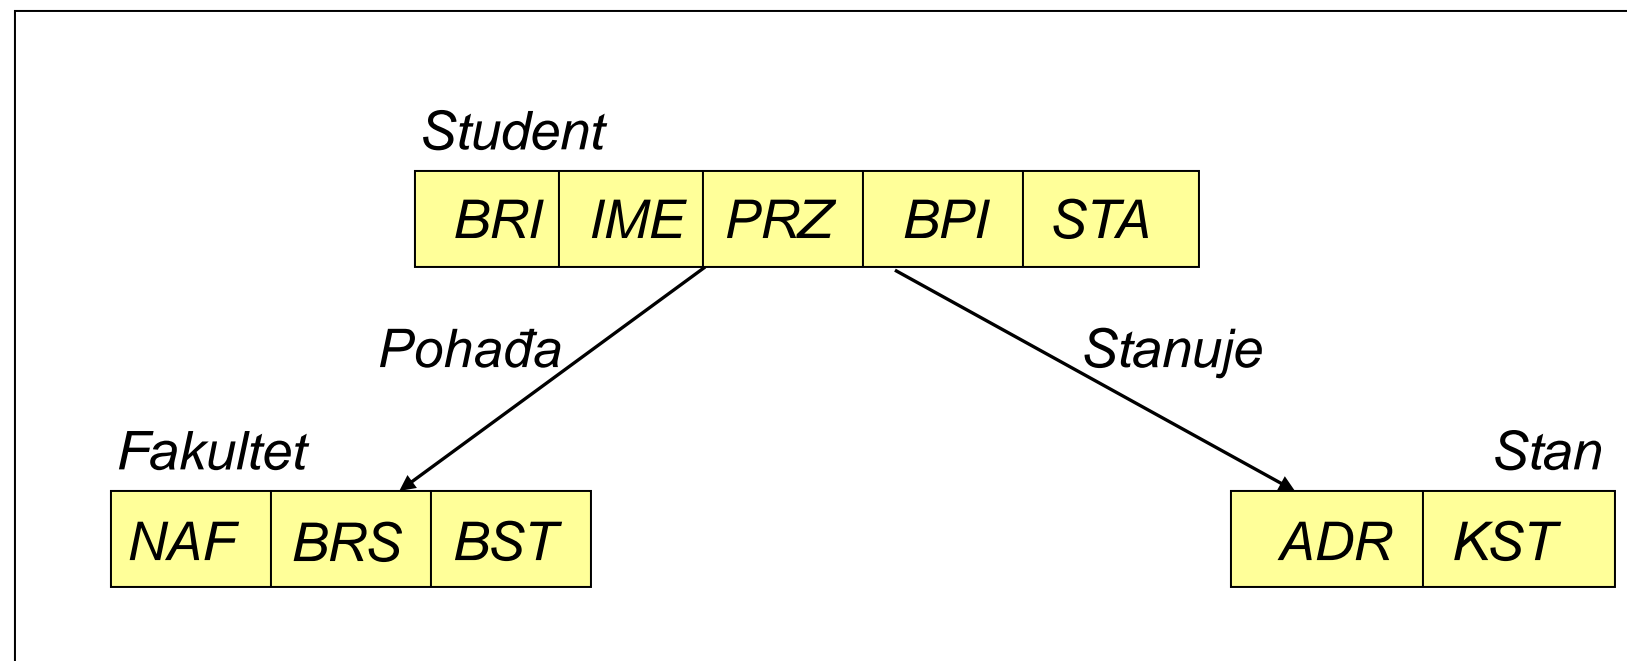 Student
BRI IME PRZ BPI STA
Pohađa Stanuje
Fakultet Stan
NAF BRS BST ADR KST